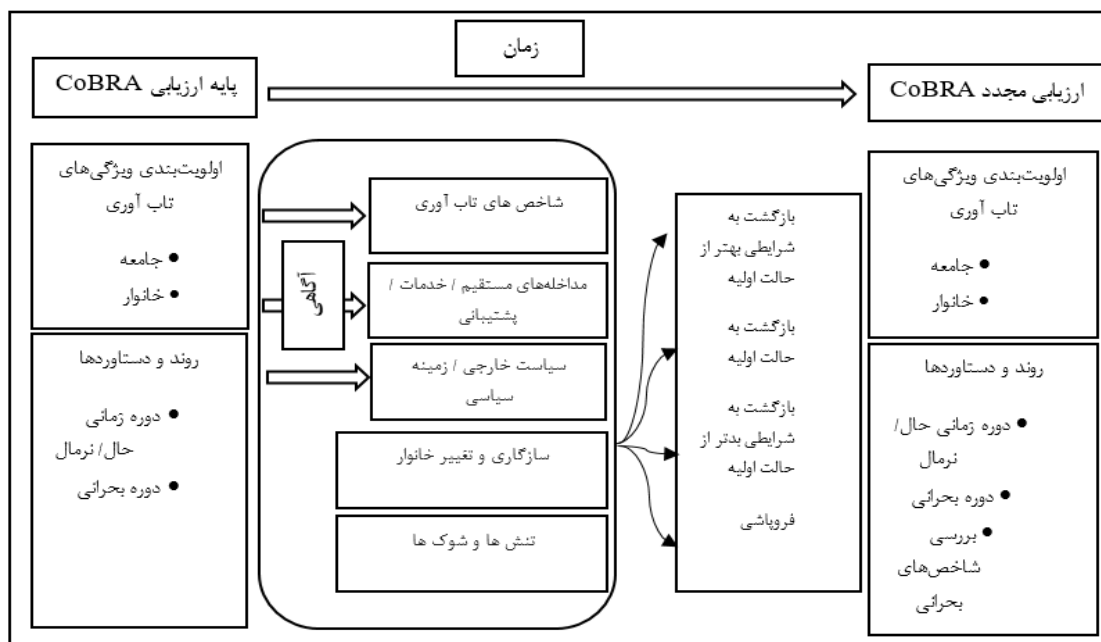 زمان
پایه ارزیابی CoBRA
ارزیابی مجدد CoBRA
اولویت‌بندی ویژگی‌های
تاب آوری
• جامعه
• خانوار
روند و دستاوردها
• دوره زمانی
حال/ نرمال
• دوره بحرانی
آگاهی
شاخص های تاب آوری
مداخله‌های مستقیم / خدمات /
پشتیبانی
سیاست خارجی / زمینه
سیاسی
سازگاری و تغییر خانوار
تنش ها و شوک ها
بازگشت به
شرایطی بهتر از
حالت اولیه
بازگشت به
حالت اولیه
بازگشت به
شرایطی بدتر از
حالت اولیه
فروپاشی
اولویت‌بندی ویژگی‌های
تاب آوری
• جامعه
• خانوار
روند و دستاوردها
• دوره زمانی حال/
نرمال
• دوره بحرانی
• بررسی
شاخص‌های
بحرانی